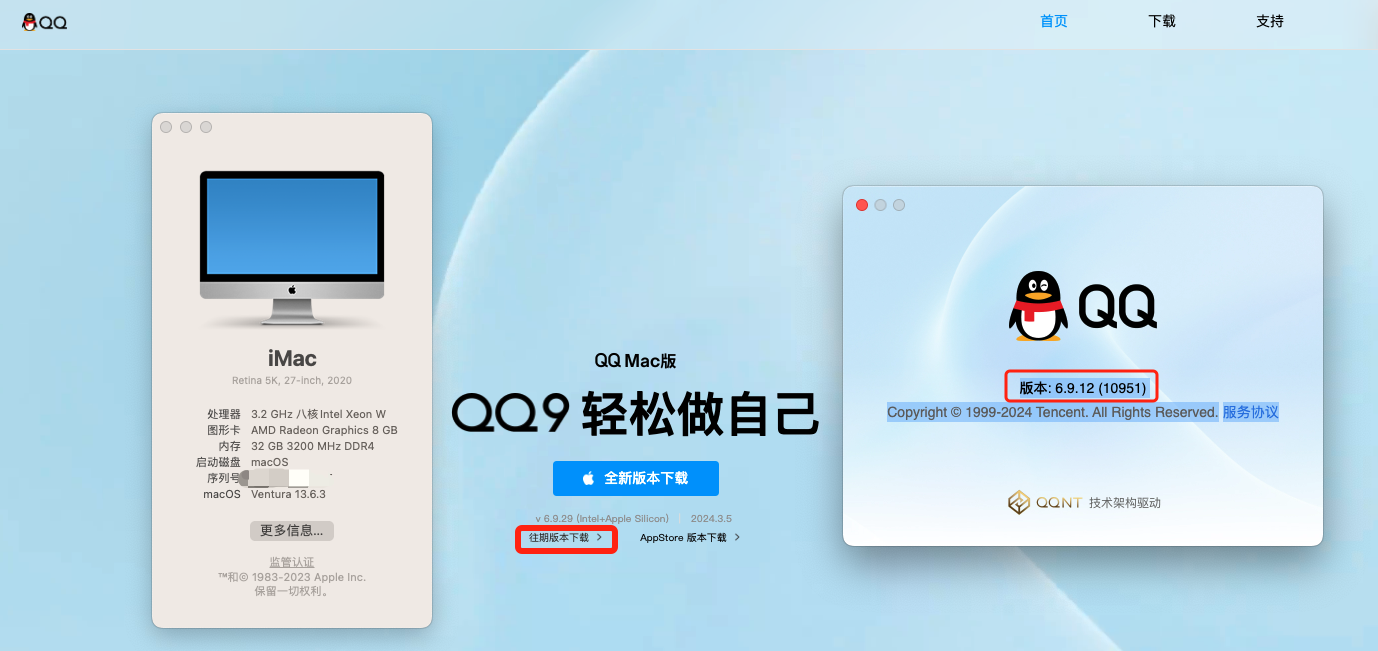 QQ
首页
下载
支持
iMac
Retina 5K, 27-inch, 2020
处理器 3.2 GHz 八核Intel Xeon W
图形卡 AMD Radeon Graphics 8 GB
内存 32 GB 3200 MHz DDR4
启动磁盘 macOS
序列号
macOS Ventura 13.6.3
更多信息...
监管认证
™和© 1983-2023 Apple Inc.
保留一切权利。
QQ Mac版
QQ9 轻松做自己
全新版本下载
v 6.9.29 (Intel+Apple Silicon) 2024.3.5
往期版本下载 >
AppStore 版本下载 >
QQ
版本: 6.9.12 (10951)
Copyright © 1999-2024 Tencent. All Rights Reserved. 服务协议
QQNT 技术架构驱动